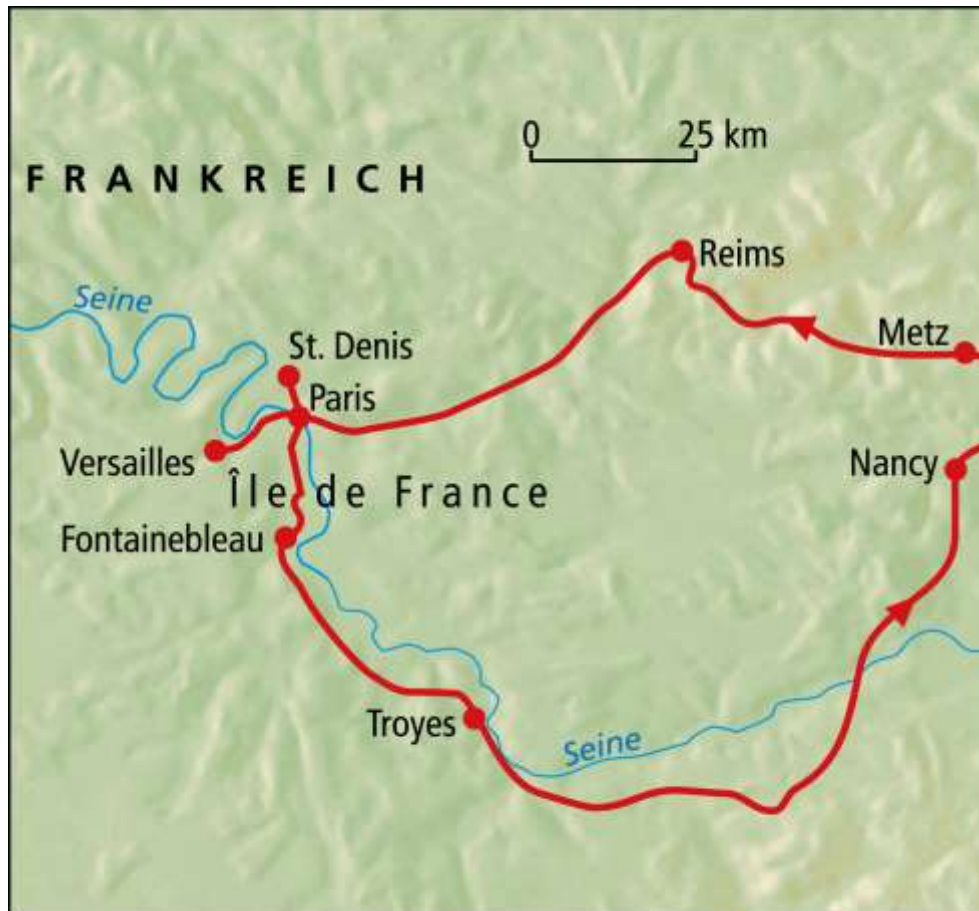 0 25 km
FRANKREICH
Reims
Seine
Metz
St. Denis
Paris
Versailles
Nancy
Île de France
Fontainebleau
Troyes
Seine